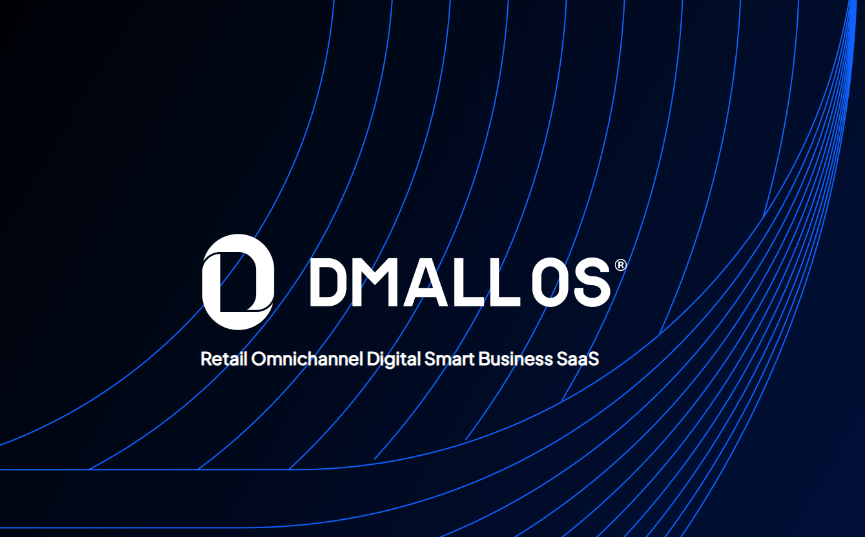 DMALL OS®
Retail Omnichannel Digital Smart Business SaaS